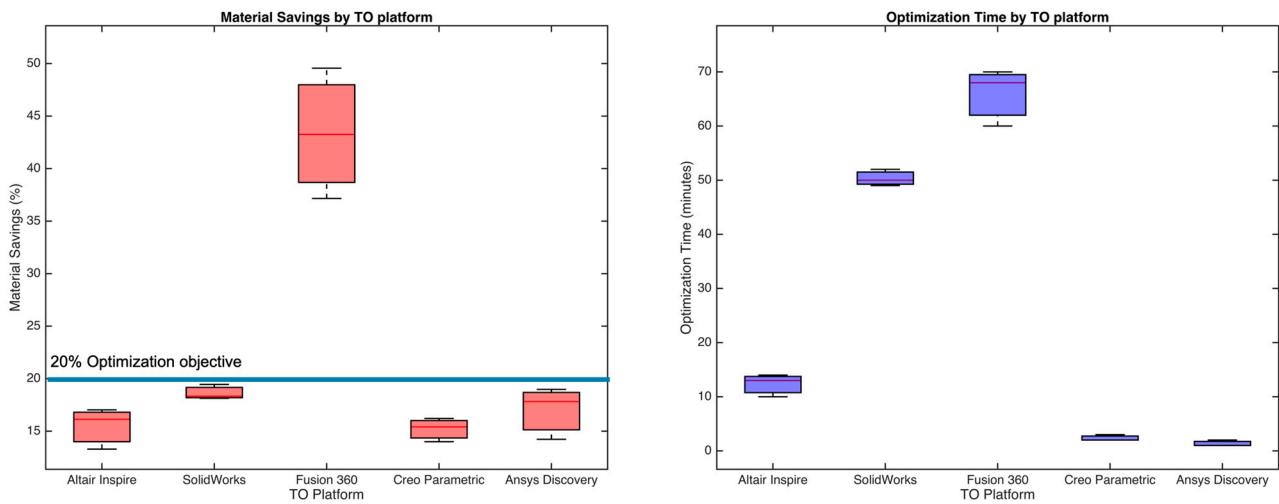 Material Savings by TO platform
Material Savings (%)
50
45
40
35
30
25
20
15
20% Optimization objective
Altair Inspire SolidWorks Fusion 360 Creo Parametric Ansys Discovery
TO Platform
Optimization Time by TO platform
Optimization Time (minutes)
70
60
50
40
30
20
10
0
Altair Inspire SolidWorks Fusion 360 Creo Parametric Ansys Discovery
TO Platform